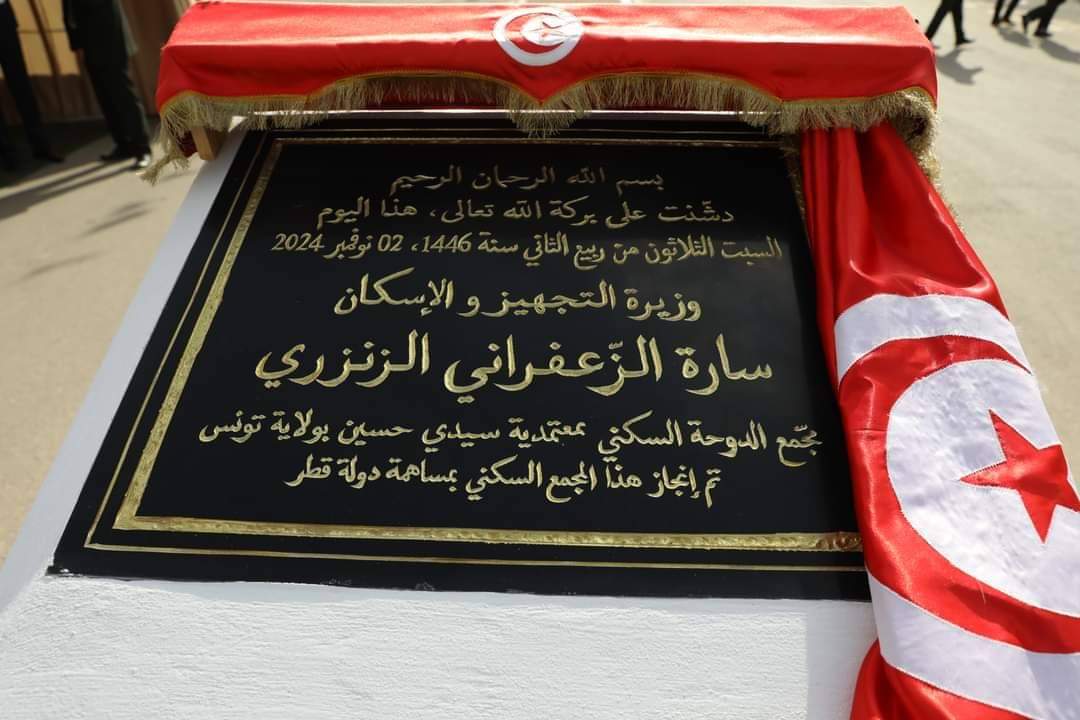 بسم الله الرحمان الرحيم
دشّنت على بركة الله تعالى، هذا اليوم
السبت الثلاثون من ربيع الثاني سنة 1446، 02 نوفمبر 2024
وزيرة التجهيز و الإسكان
سارة الزّعفراني الزنزري
مجّمع الدوحة السكني بمعتمدية سيدي حسين بولاية تونس
تم إنجاز هذا المجمع السكني بمساهمة دولة قطر